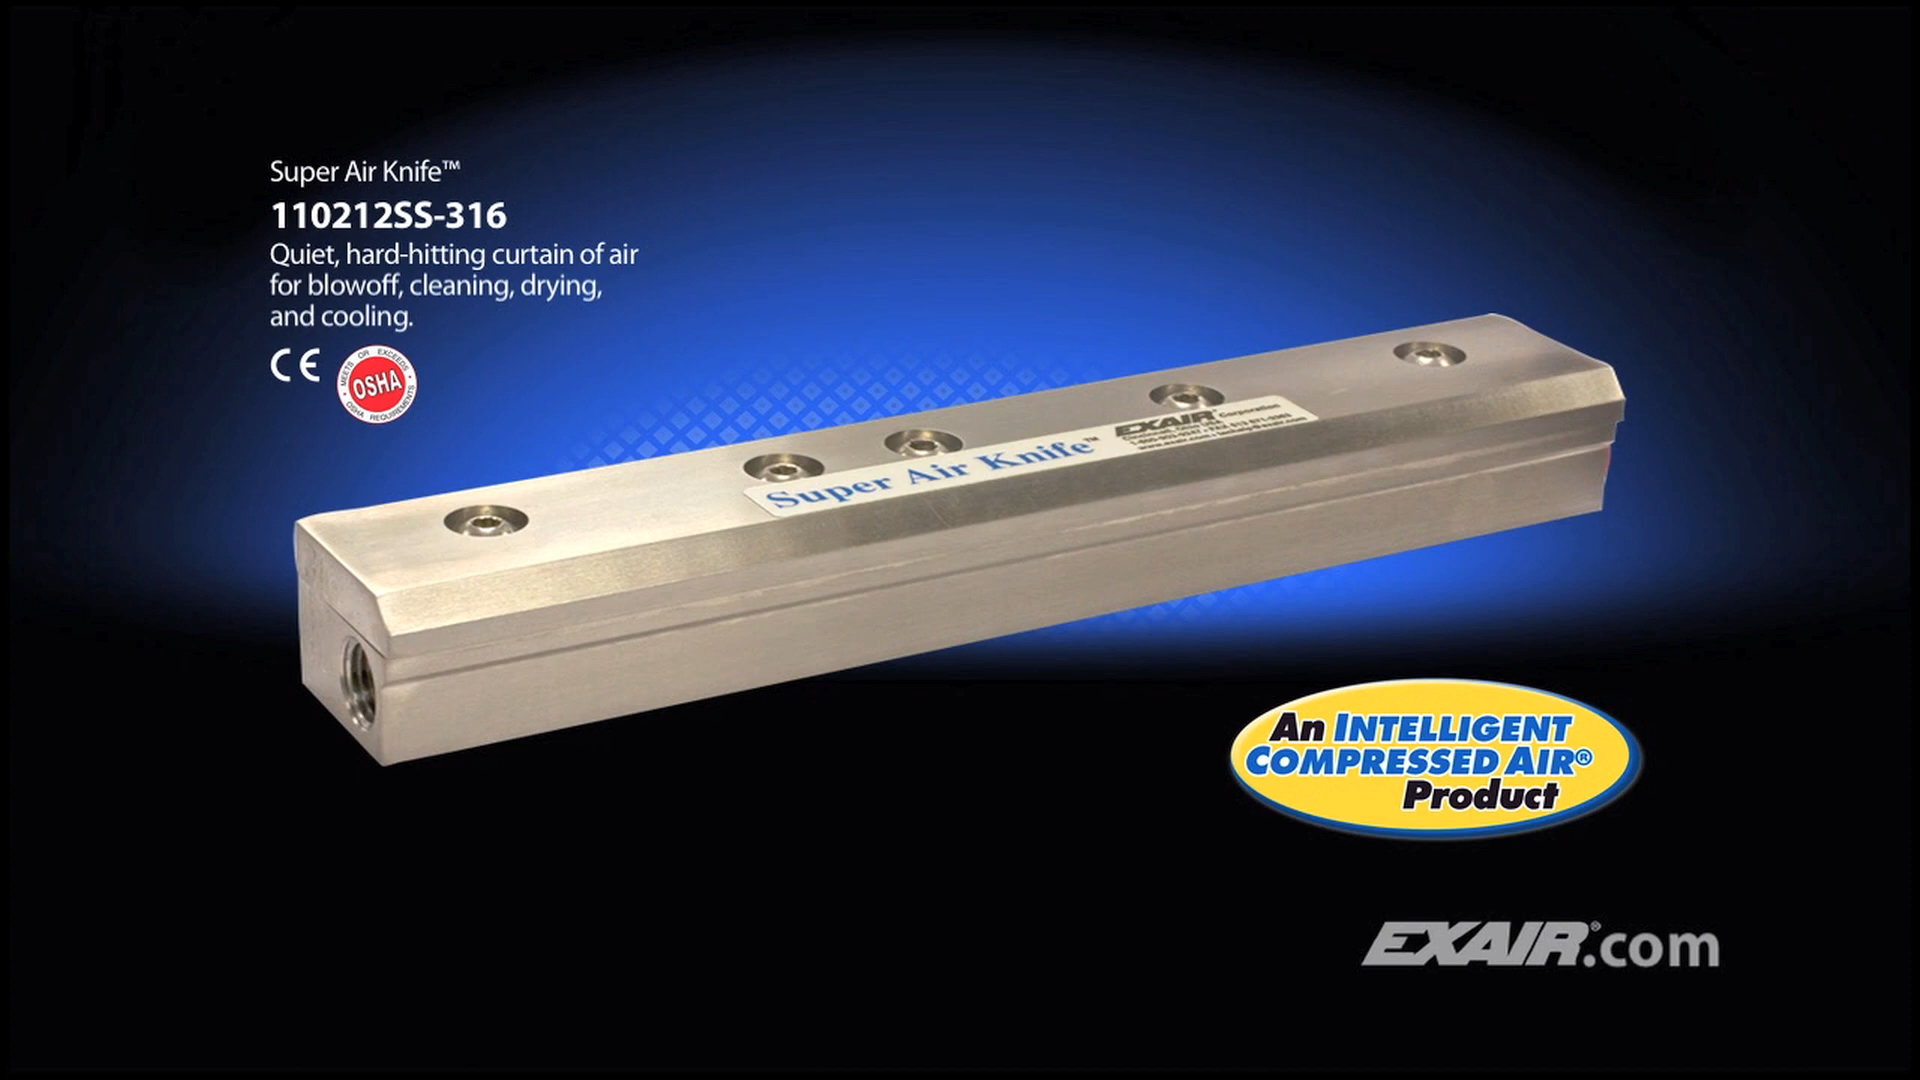 Super Air Knife™
110212SS-316
Quiet, hard-hitting curtain of air
for blowoff, cleaning, drying,
and cooling.
CE
MEETS OR EXCEEDS
OSHA
OSHA REQUIREMENTS
Super Air Knife™
EXAIR® Corporation
An INTELLIGENT
COMPRESSED AIR®
Product
EXAIR®.com